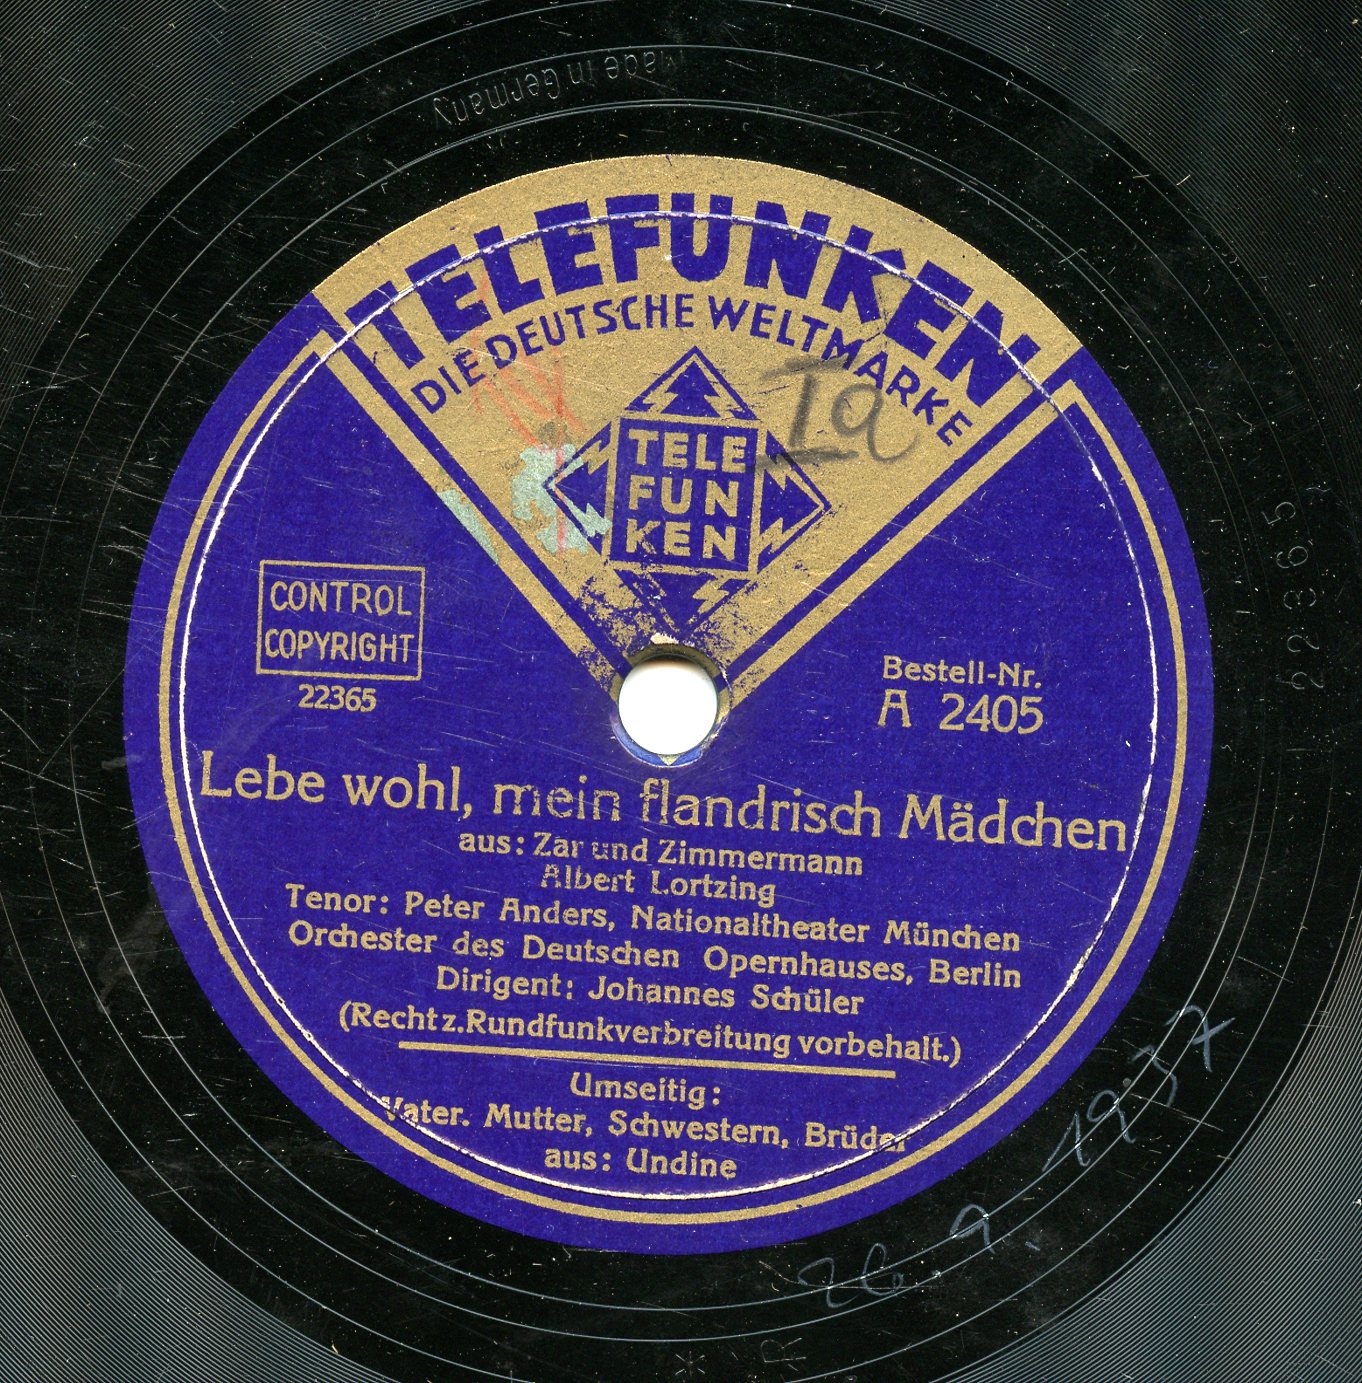 Made in Germany
TELEFUNKEN
DIE DEUTSCHE WELTMARKE
Ia
TELE
FUN
KEN
CONTROL
COPYRIGHT
22365
Bestell-Nr.
A 2405
22365
Lebe wohl, mein flandrisch Mädchen
aus: Zar und Zimmermann
Albert Lortzing
Tenor: Peter Anders, Nationaltheater München
Orchester des Deutschen Opernhauses, Berlin
Dirigent: Johannes Schüler
(Recht z. Rundfunkverbreitung vorbehalt.)
Umseitig:
Vater. Mutter, Schwestern, Brüder
aus: Undine
26. 9. 1937
R